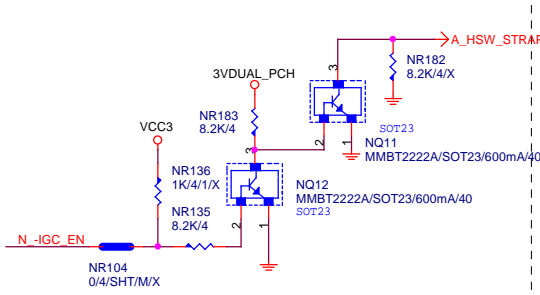 A_HSW_STRAP
3
NR182
8.2K/4/X
3VDUAL_PCH
NR183
8.2K/4
SOT23
2
1
NQ11
MMBT2222A/SOT23/600mA/40
VCC3
3
NR136
1K/4/1/X
NQ12
MMBT2222A/SOT23/600mA/40
SOT23
NR135
8.2K/4
2
1
N_-IGC_EN
NR104
0/4/SHT/M/X